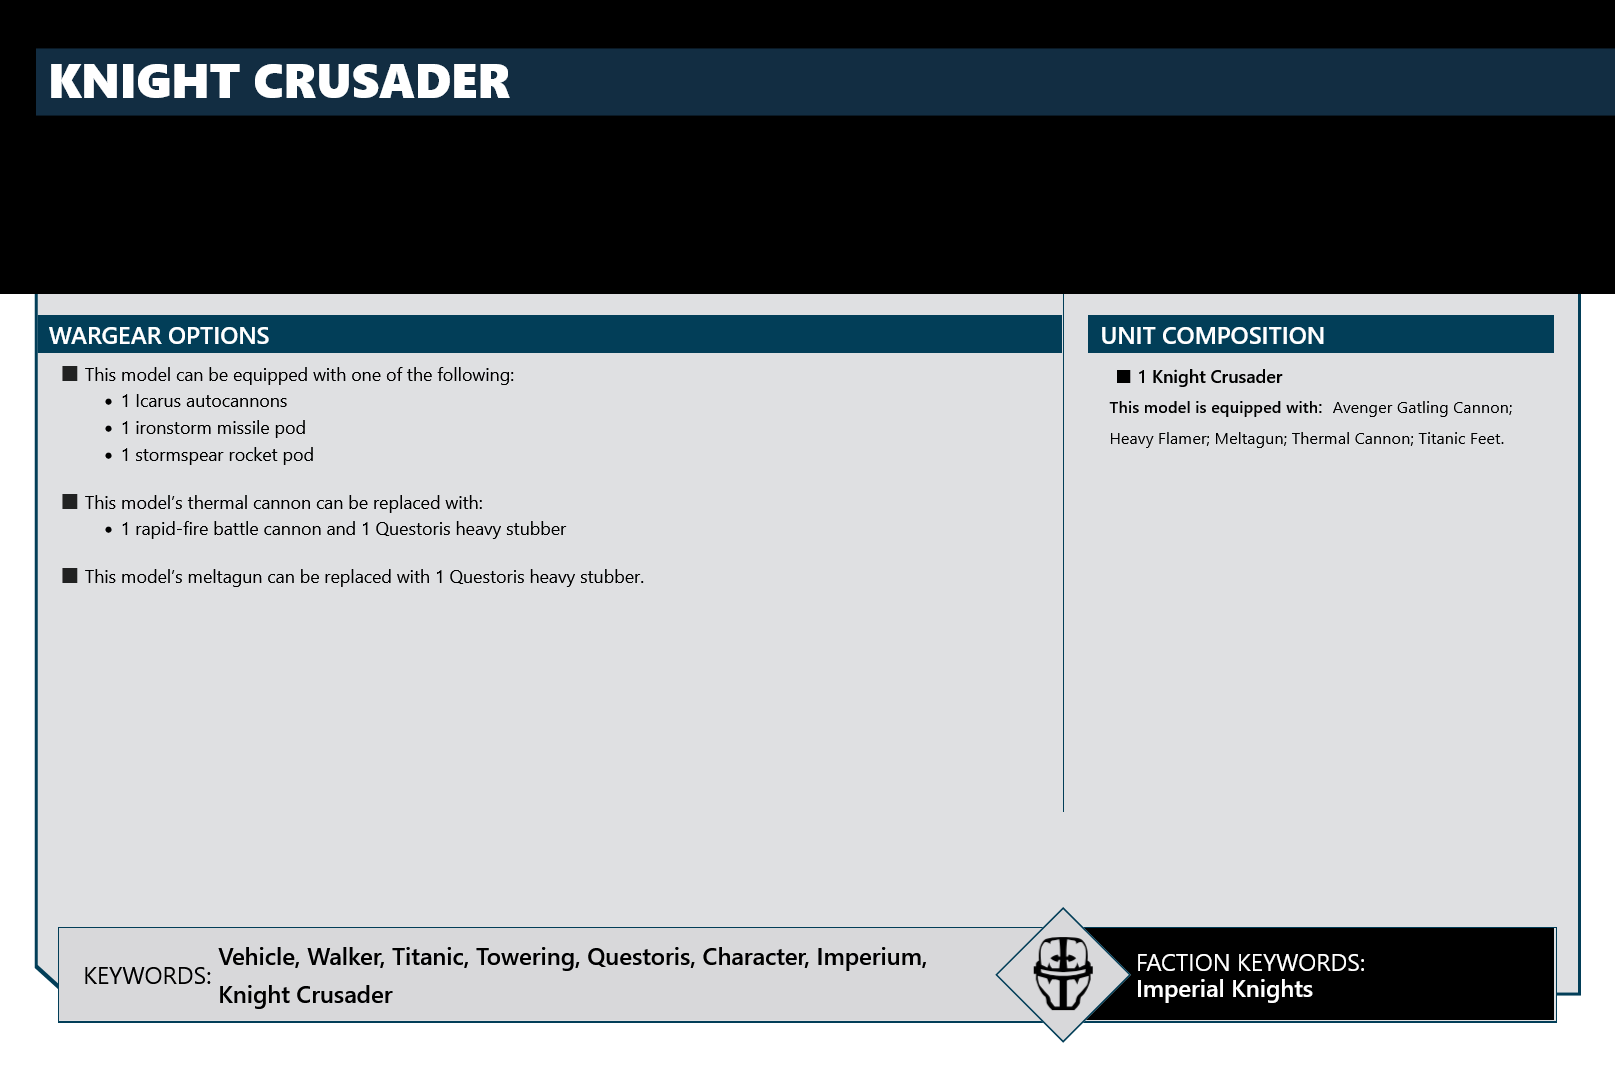 KNIGHT CRUSADER
WARGEAR OPTIONS
■ This model can be equipped with one of the following:
• 1 Icarus autocannons
• 1 ironstorm missile pod
• 1 stormspear rocket pod
■ This model's thermal cannon can be replaced with:
• 1 rapid-fire battle cannon and 1 Questoris heavy stubber
■ This model's meltagun can be replaced with 1 Questoris heavy stubber.
UNIT COMPOSITION
■ 1 Knight Crusader
This model is equipped with: Avenger Gatling Cannon;
Heavy Flamer; Meltagun; Thermal Cannon; Titanic Feet.
KEYWORDS: Vehicle, Walker, Titanic, Towering, Questoris, Character, Imperium,
Knight Crusader
FACTION KEYWORDS:
Imperial Knights